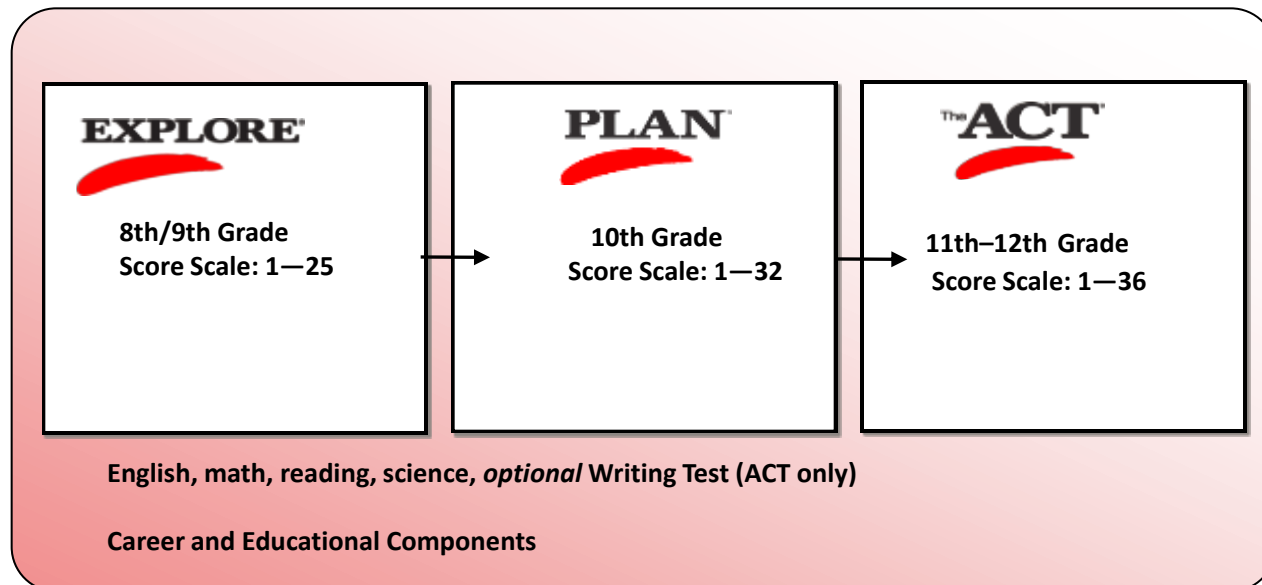 EXPLORE®
8th/9th Grade
Score Scale: 1—25
PLAN™
10th Grade
Score Scale: 1—32
The ACT®
11th–12th Grade
Score Scale: 1—36
English, math, reading, science, optional Writing Test (ACT only)
Career and Educational Components